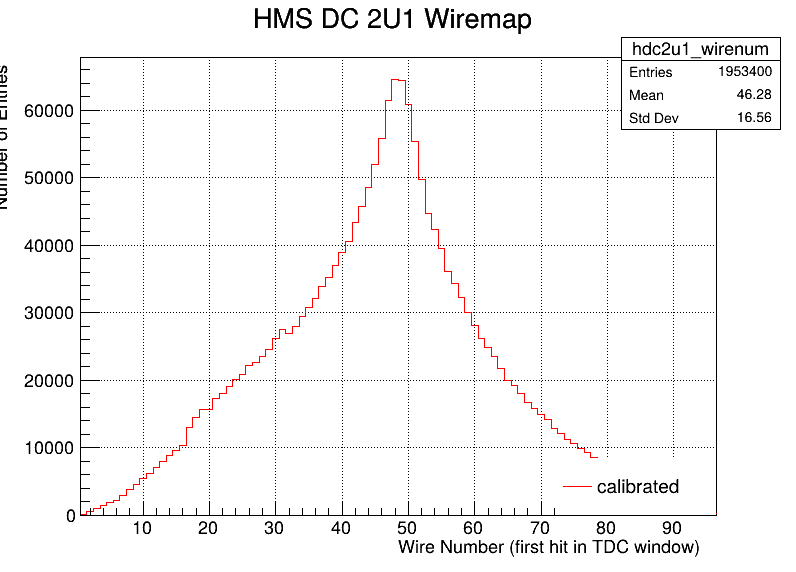 HMS DC 2U1 Wiremap
hdc2u1_wirenum
Entries 1953400
Mean 46.28
Std Dev 16.56
Number of Entries
60000
50000
40000
30000
20000
10000
0
calibrated
10 20 30 40 50 60 70 80 90
Wire Number (first hit in TDC window)